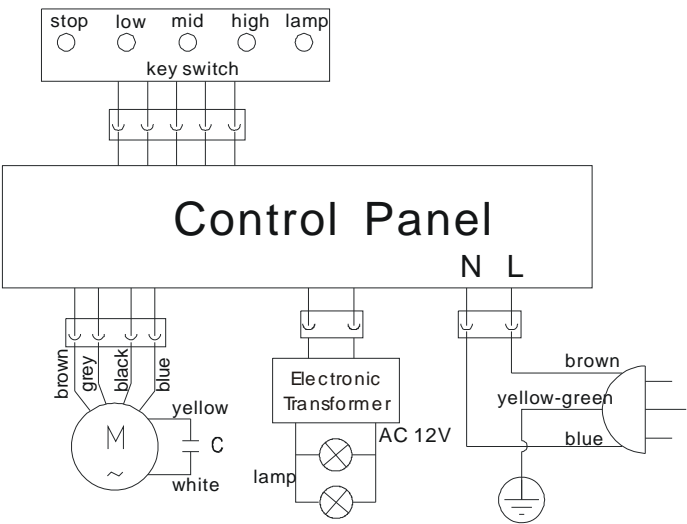 stop low mid high lamp
key switch
Control Panel
N L
brown grey black blue
Electronic
Transformer
brown
yellow-green
blue
yellow
M
~
C
white
AC 12V
lamp